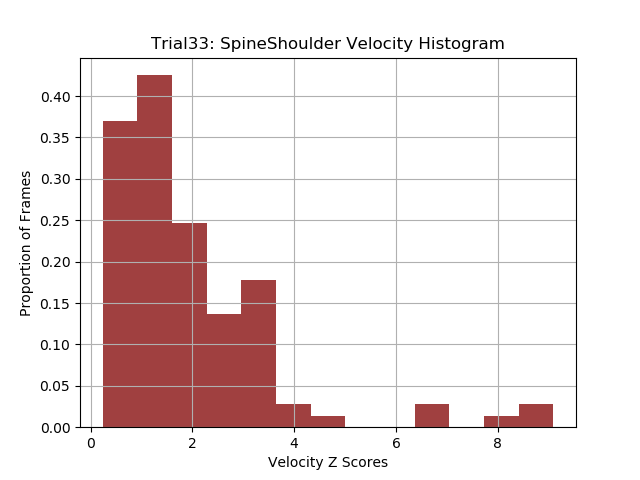 Trial33: SpineShoulder Velocity Histogram
0.40
0.35
0.30
0.25
0.20
0.15
0.10
0.05
0.00
Proportion of Frames
0 2 4 6 8
Velocity Z Scores